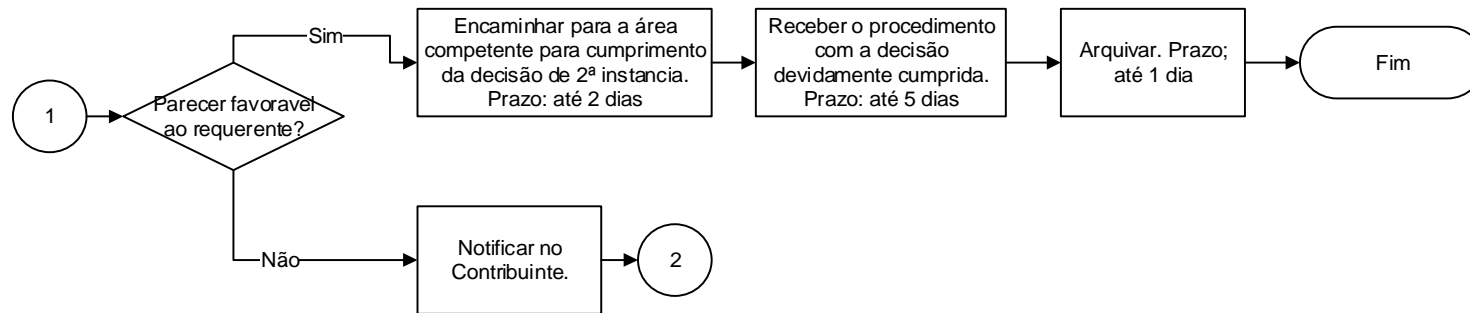 1
Parecer favoravel
ao requerente?
Sim
Encaminhar para a área
competente para cumprimento
da decisão de 2ª instancia.
Prazo: até 2 dias
Receber o procedimento
com a decisão
devidamente cumprida.
Prazo: até 5 dias
Arquivar. Prazo;
até 1 dia
Fim
Não
Notificar no
Contribuinte.
2